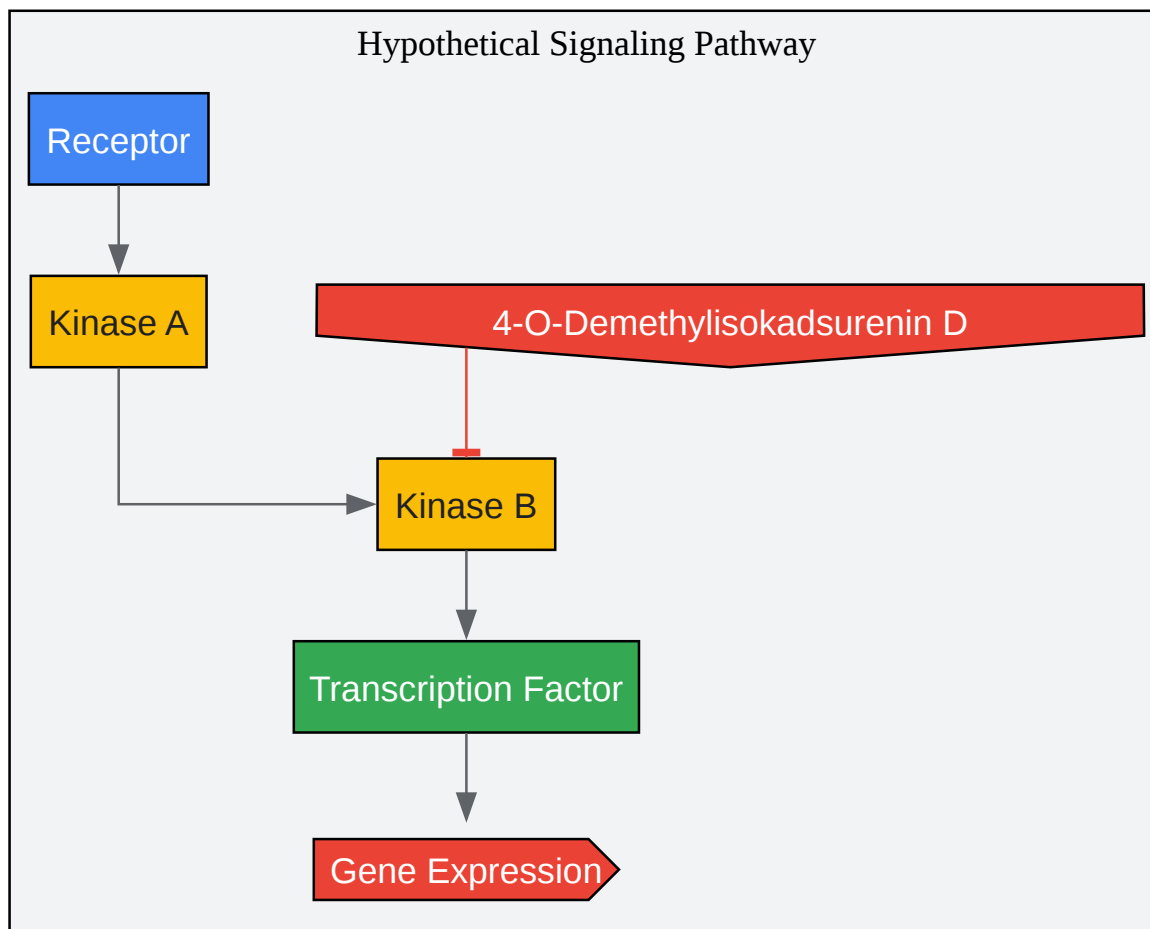 Hypothetical Signaling Pathway
Receptor
Kinase A
4-O-Demethylisokadsurenin D
Kinase B
Transcription Factor
Gene Expression